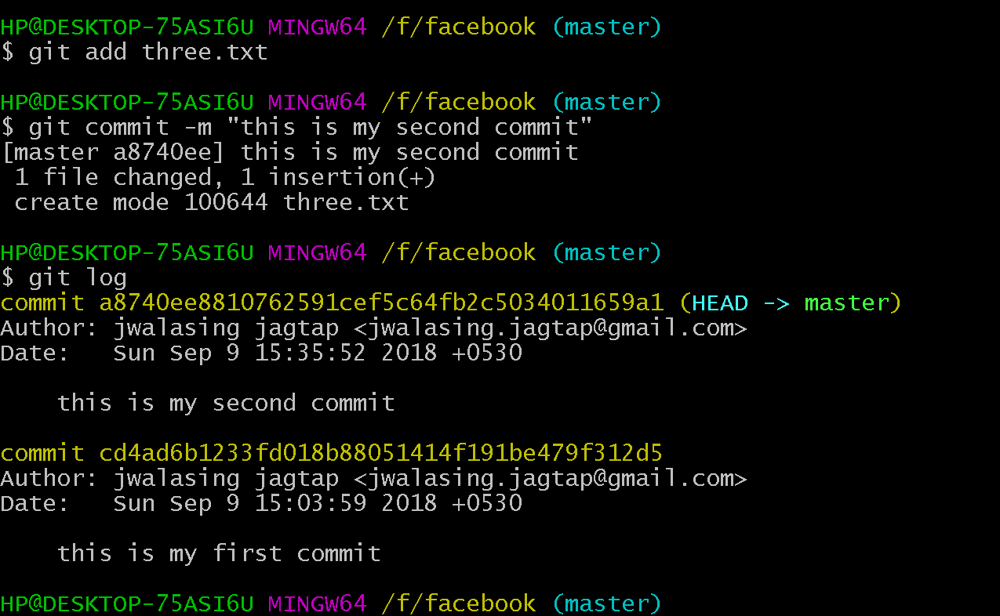 HP@DESKTOP-75ASI6U MINGW64 /f/facebook (master)
$ git add three.txt
HP@DESKTOP-75ASI6U MINGW64 /f/facebook (master)
$ git commit -m "this is my second commit"
[master a8740ee] this is my second commit
 1 file changed, 1 insertion(+)
 create mode 100644 three.txt
HP@DESKTOP-75ASI6U MINGW64 /f/facebook (master)
$ git log
commit a8740ee8810762591cef5c64fb2c5034011659a1 (HEAD -> master)
Author: jwalasing jagtap <jwalasing.jagtap@gmail.com>
Date:   Sun Sep 9 15:35:52 2018 +0530
    this is my second commit
commit cd4ad6b1233fd018b88051414f191be479f312d5
Author: jwalasing jagtap <jwalasing.jagtap@gmail.com>
Date:   Sun Sep 9 15:03:59 2018 +0530
    this is my first commit
HP@DESKTOP-75ASI6U MINGW64 /f/facebook (master)